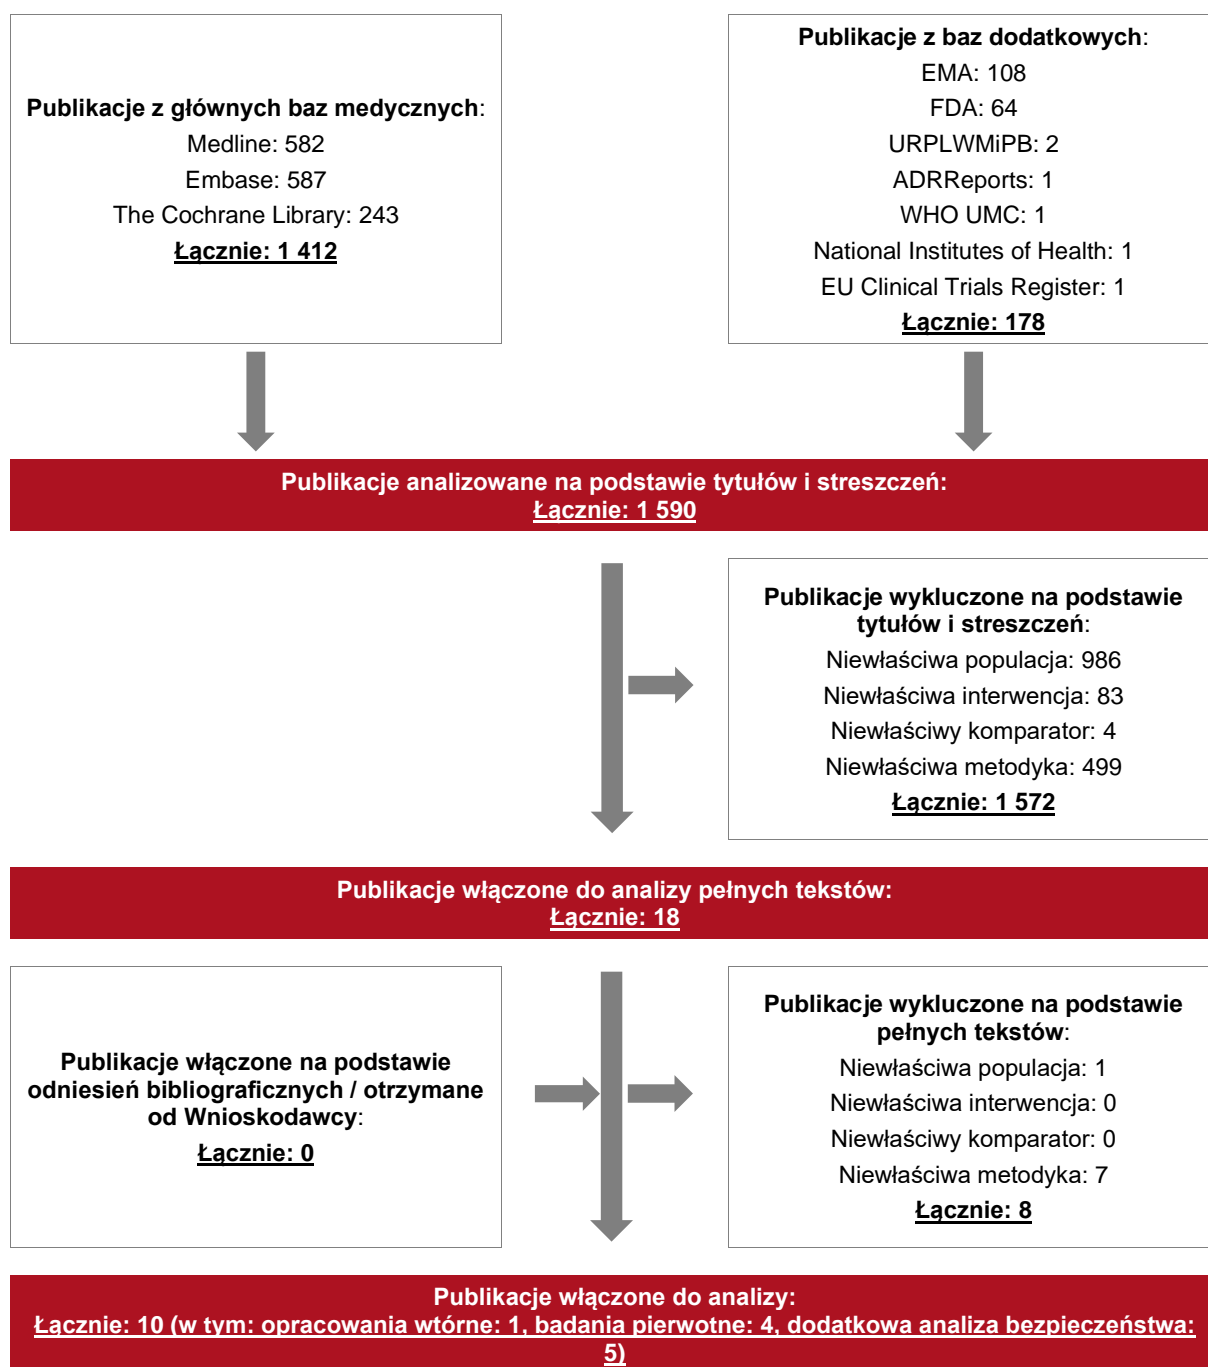 Publikacje z głównych baz medycznych:
Medline: 582
Embase: 587
The Cochrane Library: 243
Łącznie: 1 412
Publikacje z baz dodatkowych:
EMA: 108
FDA: 64
URPLWMiPB: 2
ADRReports: 1
WHO UMC: 1
National Institutes of Health: 1
EU Clinical Trials Register: 1
Łącznie: 178
Publikacje analizowane na podstawie tytułów i streszczeń:
Łącznie: 1 590
Publikacje wykluczone na podstawie
tytułów i streszczeń:
Niewłaściwa populacja: 986
Niewłaściwa interwencja: 83
Niewłaściwy komparator: 4
Niewłaściwa metodyka: 499
Łącznie: 1 572
Publikacje włączone do analizy pełnych tekstów:
Łącznie: 18
Publikacje włączone na podstawie
odniesień bibliograficznych / otrzymane
od Wnioskodawcy:
Łącznie: 0
Publikacje wykluczone na podstawie
pełnych tekstów:
Niewłaściwa populacja: 1
Niewłaściwa interwencja: 0
Niewłaściwy komparator: 0
Niewłaściwa metodyka: 7
Łącznie: 8
Publikacje włączone do analizy:
Łącznie: 10 (w tym: opracowania wtórne: 1, badania pierwotne: 4, dodatkowa analiza bezpieczeństwa:
5)